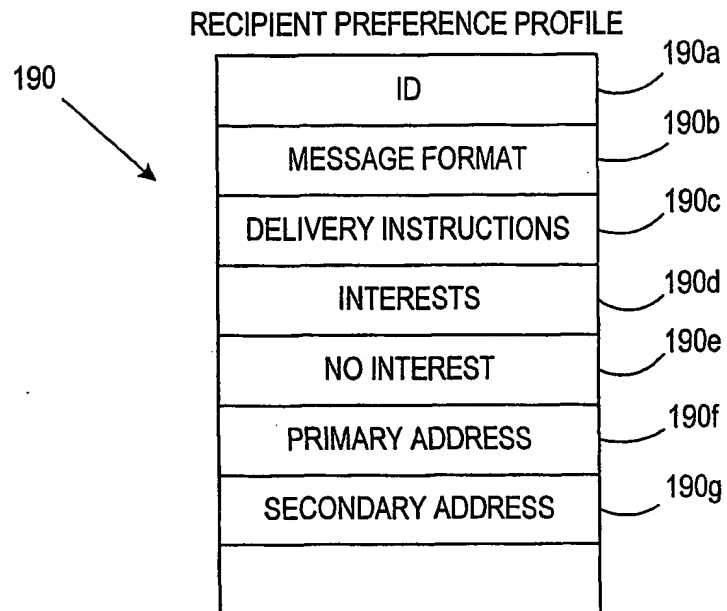 RECIPIENT PREFERENCE PROFILE
190
ID
190a
MESSAGE FORMAT
190b
DELIVERY INSTRUCTIONS
190c
INTERESTS
190d
NO INTEREST
190e
PRIMARY ADDRESS
190f
SECONDARY ADDRESS
190g